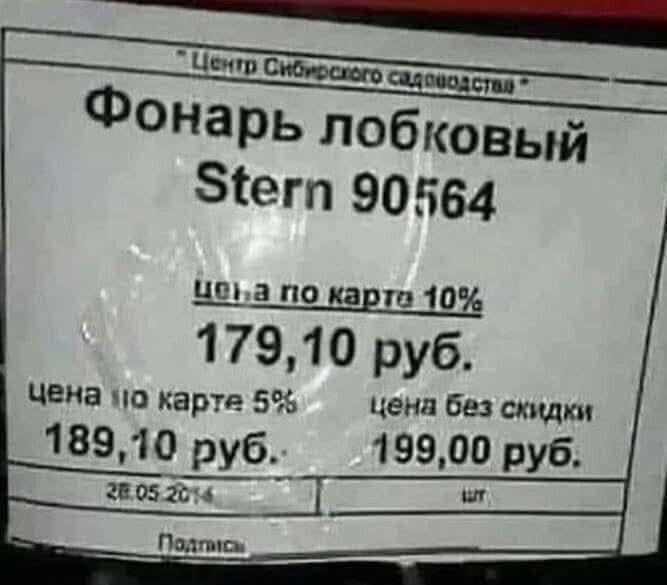 " Центр Сибирского садоводства "
Фонарь лобковый
Stern 90564
цена по карте 10%
179,10 руб.
цена по карте 5% цена без скидки
189,10 руб. 199,00 руб.
28.05.2014 шт
Подпись